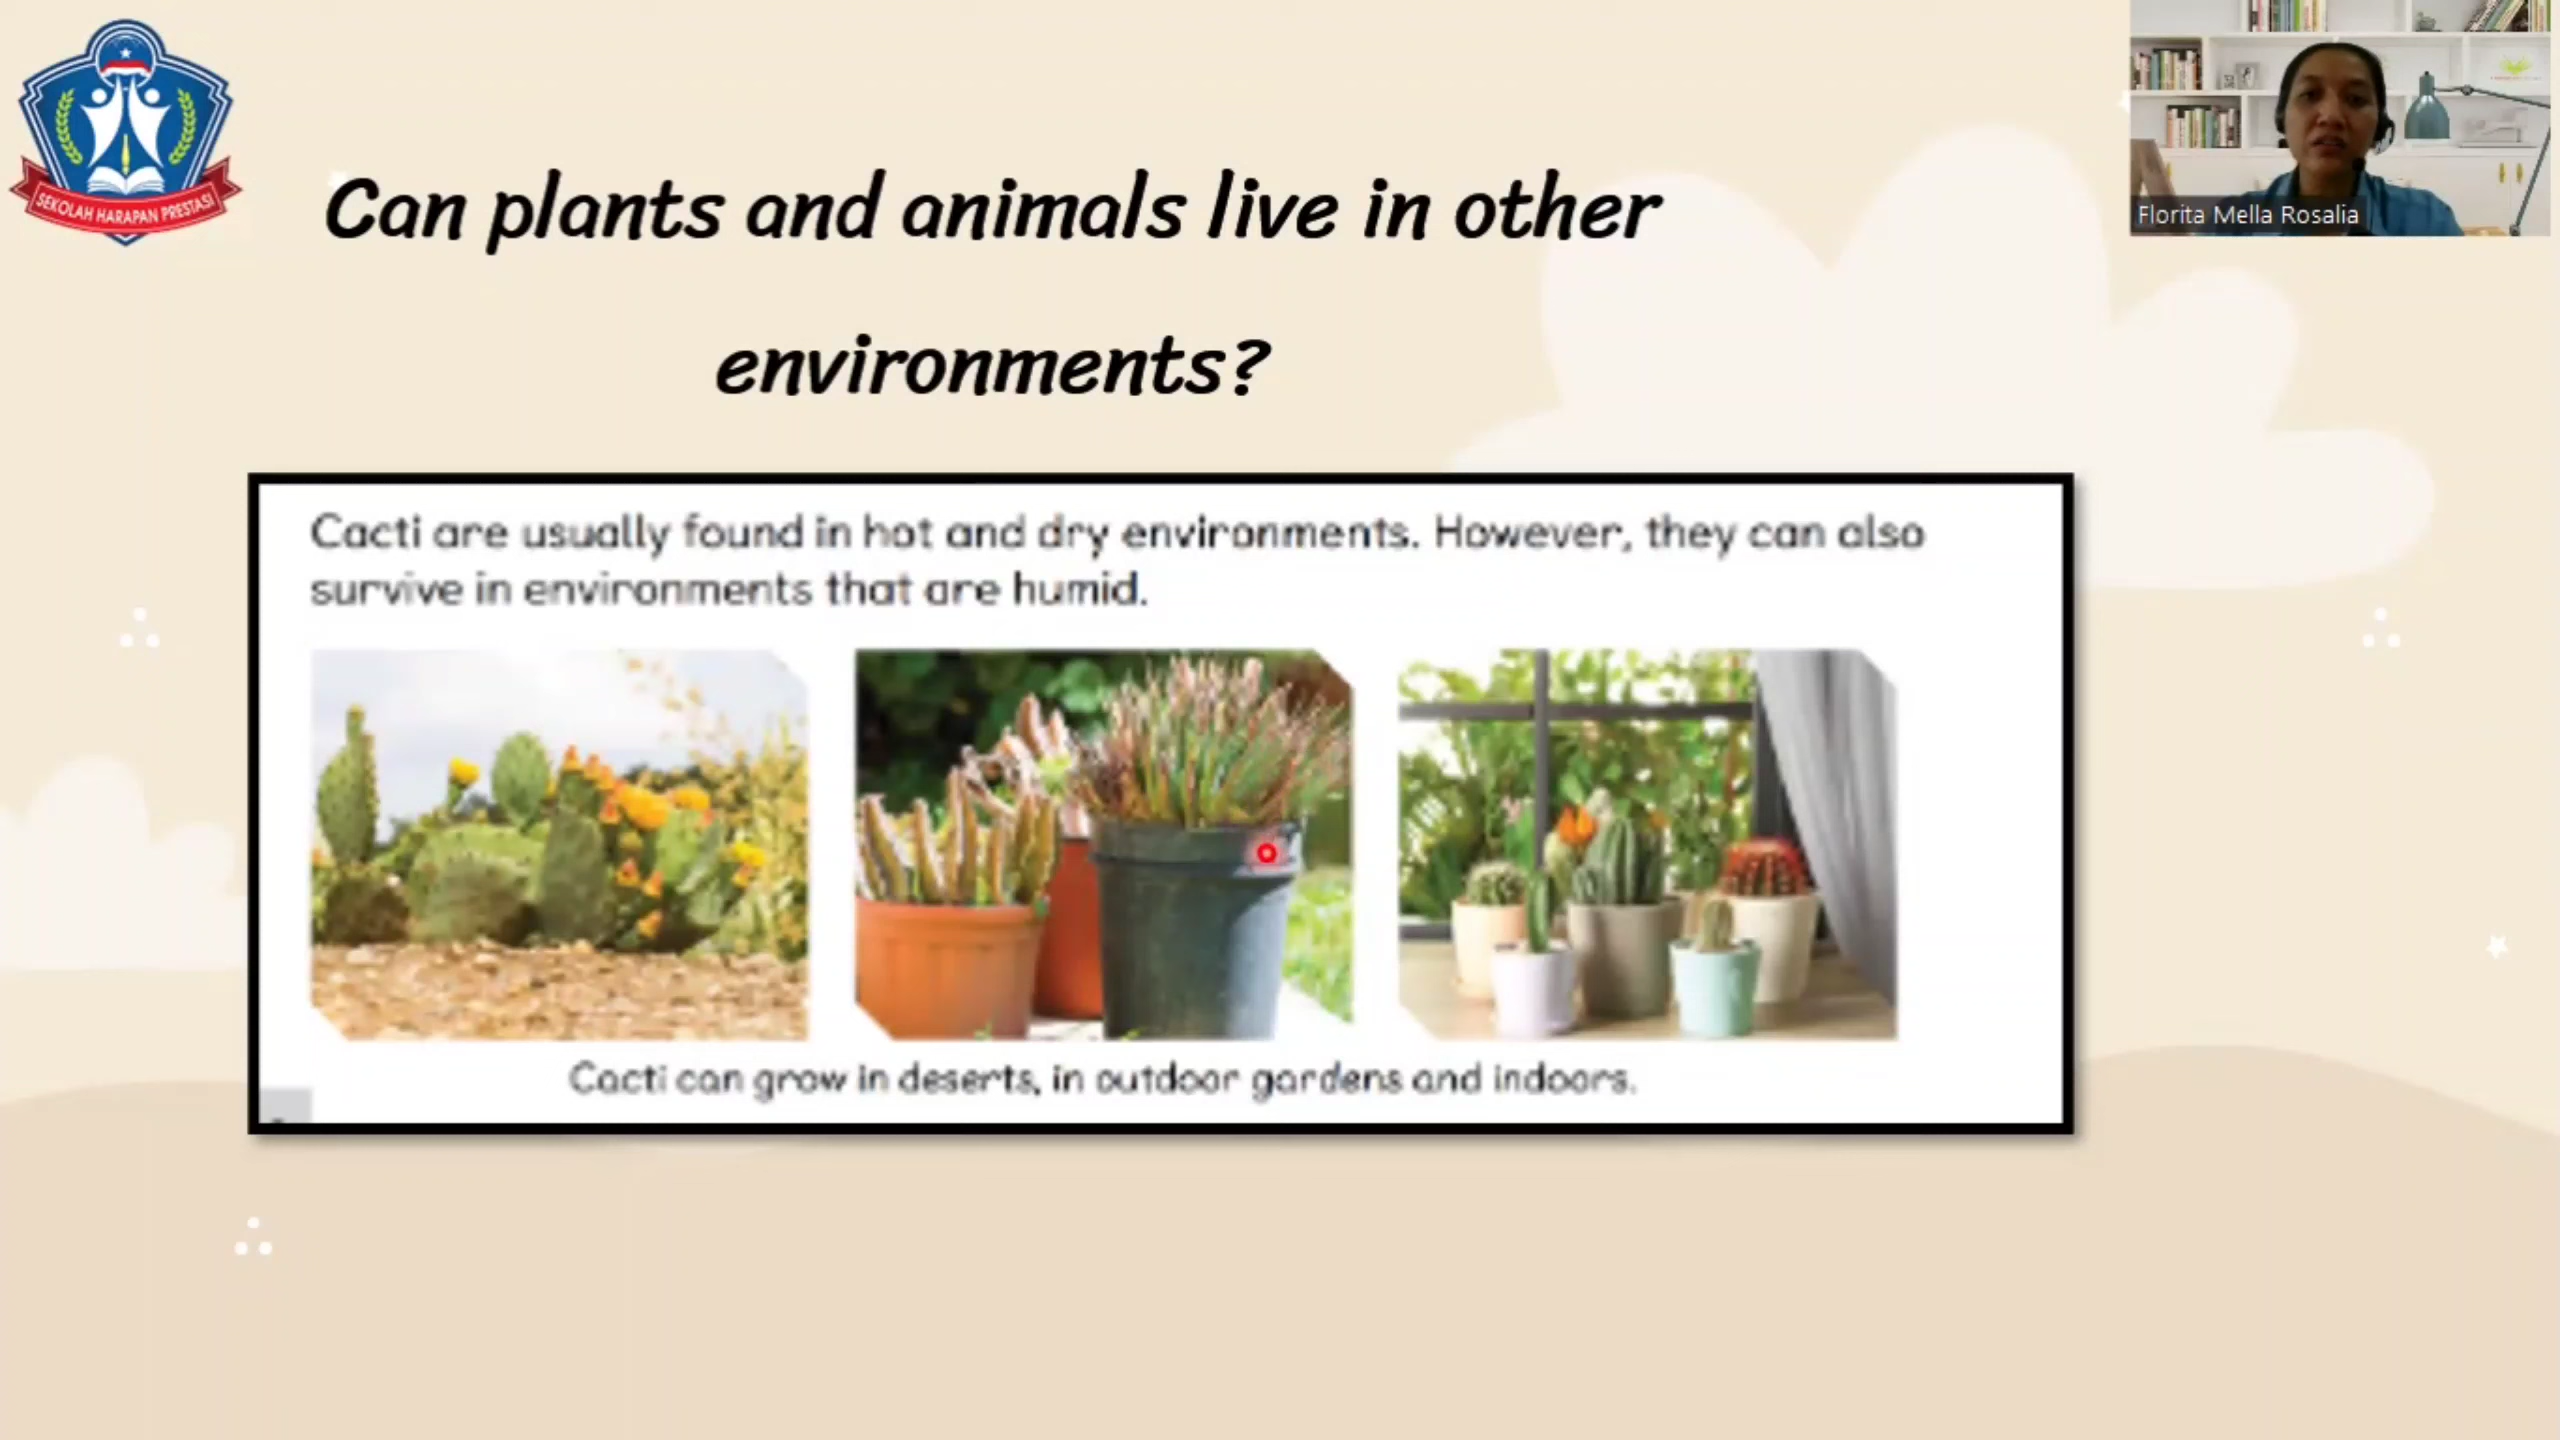 SEKOLAH HARAPAN PRESTASI
Florita Mella Rosalia
Can plants and animals live in other
environments?
Cacti are usually found in hot and dry environments. However, they can also
survive in environments that are humid.
Cacti can grow in deserts, in outdoor gardens and indoors.